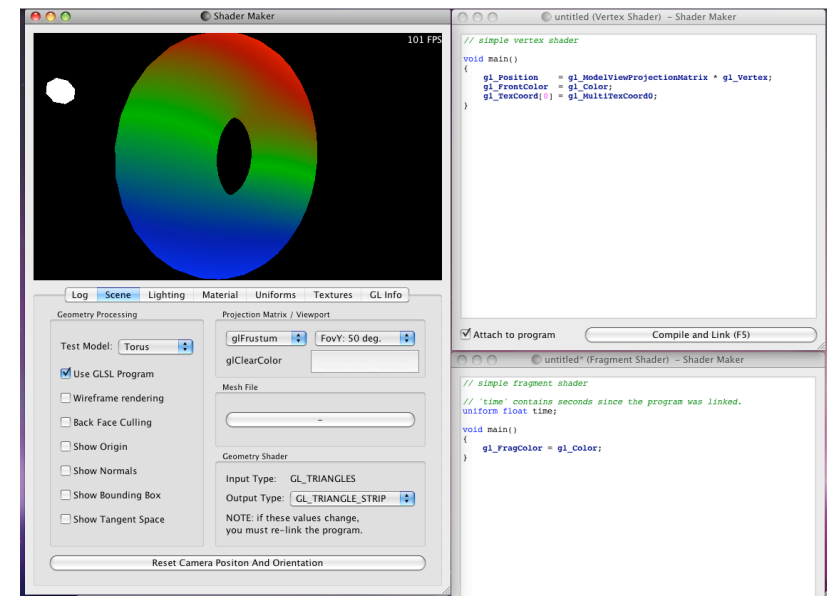 Shader Maker
101 FPS
Log Scene Lighting Material Uniforms Textures GL Info
Geometry Processing
Test Model: Torus
Use GLSL Program
Wireframe rendering
Back Face Culling
Show Origin
Show Normals
Show Bounding Box
Show Tangent Space
Projection Matrix / Viewport
glFrustum FovY: 50 deg.
glClearColor
Mesh File
–
Geometry Shader
Input Type: GL_TRIANGLES
Output Type: GL_TRIANGLE_STRIP
NOTE: if these values change,
you must re-link the program.
Reset Camera Positon And Orientation
untitled (Vertex Shader) – Shader Maker
// simple vertex shader
void main()
{
gl_Position = gl_ModelViewProjectionMatrix * gl_Vertex;
gl_FrontColor = gl_Color;
gl_TexCoord[0] = gl_MultiTexCoord0;
}
Attach to program Compile and Link (F5)
untitled* (Fragment Shader) – Shader Maker
// simple fragment shader
// 'time' contains seconds since the program was linked.
uniform float time;
void main()
{
gl_FragColor = gl_Color;
}